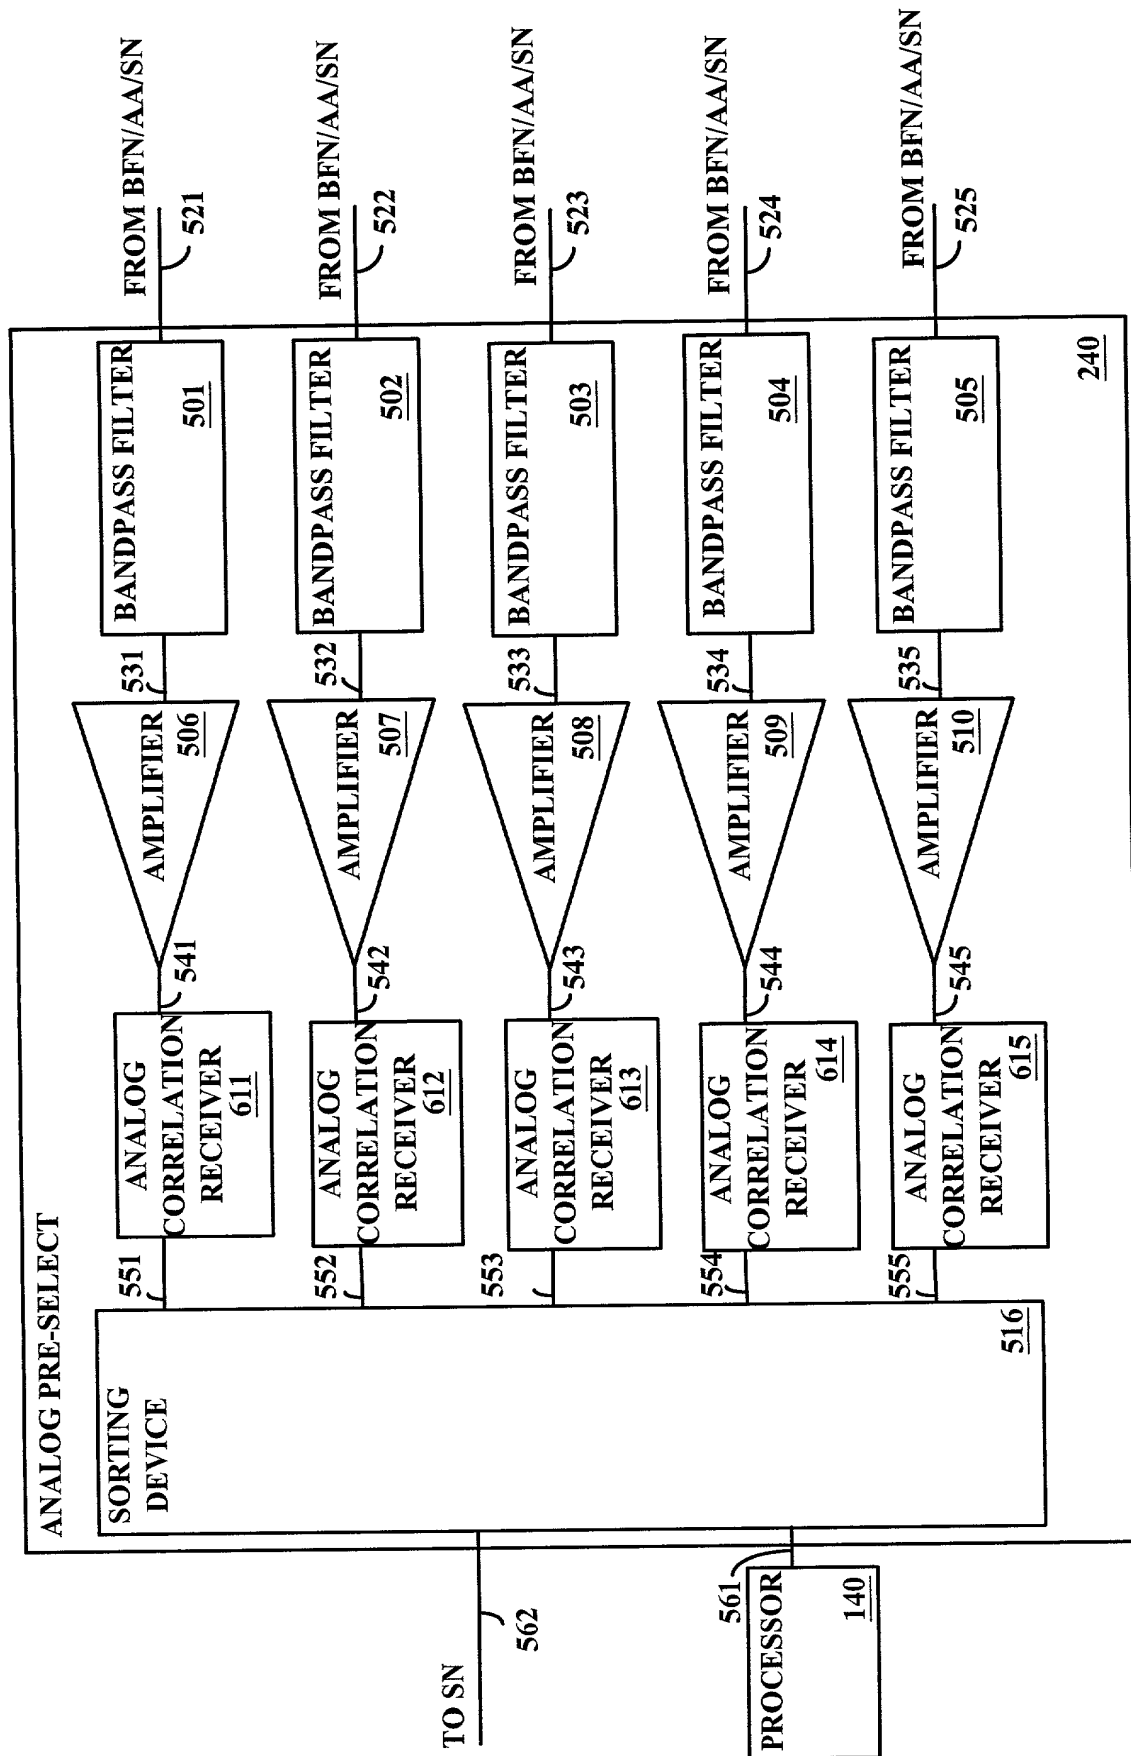 ANALOG PRE-SELECT
FROM BFN/AA/SN
521
BANDPASS FILTER
501
531
AMPLIFIER
506
541
ANALOG
CORRELATION
RECEIVER
611
551
FROM BFN/AA/SN
522
BANDPASS FILTER
502
532
AMPLIFIER
507
542
ANALOG
CORRELATION
RECEIVER
612
552
FROM BFN/AA/SN
523
BANDPASS FILTER
503
533
AMPLIFIER
508
543
ANALOG
CORRELATION
RECEIVER
613
553
FROM BFN/AA/SN
524
BANDPASS FILTER
504
534
AMPLIFIER
509
544
ANALOG
CORRELATION
RECEIVER
614
554
FROM BFN/AA/SN
525
BANDPASS FILTER
505
535
AMPLIFIER
510
545
ANALOG
CORRELATION
RECEIVER
615
555
SORTING
DEVICE
516
240
TO SN
562
561
PROCESSOR
140